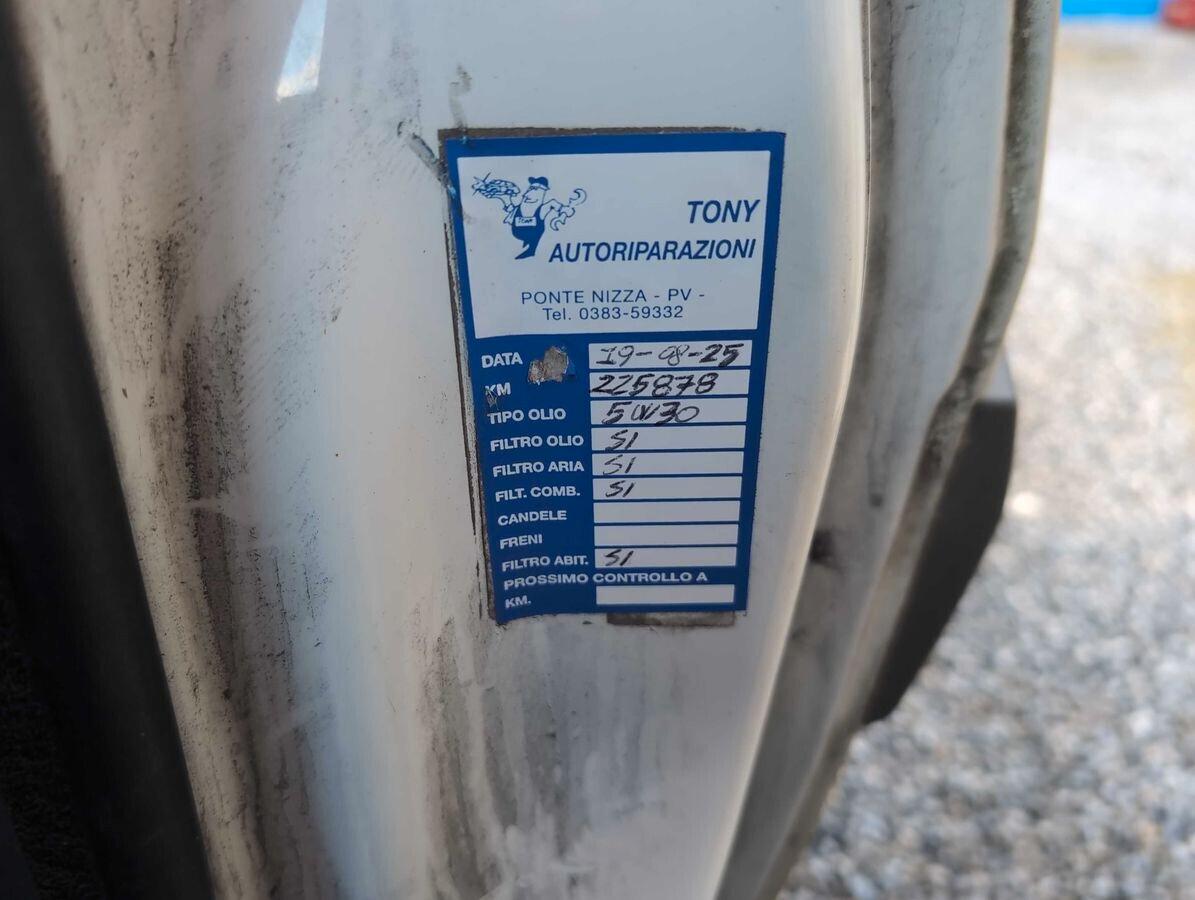 TONY
AUTORIPARAZIONI
PONTE NIZZA - PV -
Tel. 0383-59332
DATA 19-08-25
KM 225878
TIPO OLIO 5W30
FILTRO OLIO SI
FILTRO ARIA SI
FILT. COMB. SI
CANDELE
FRENI
FILTRO ABIT. SI
PROSSIMO CONTROLLO A
KM.